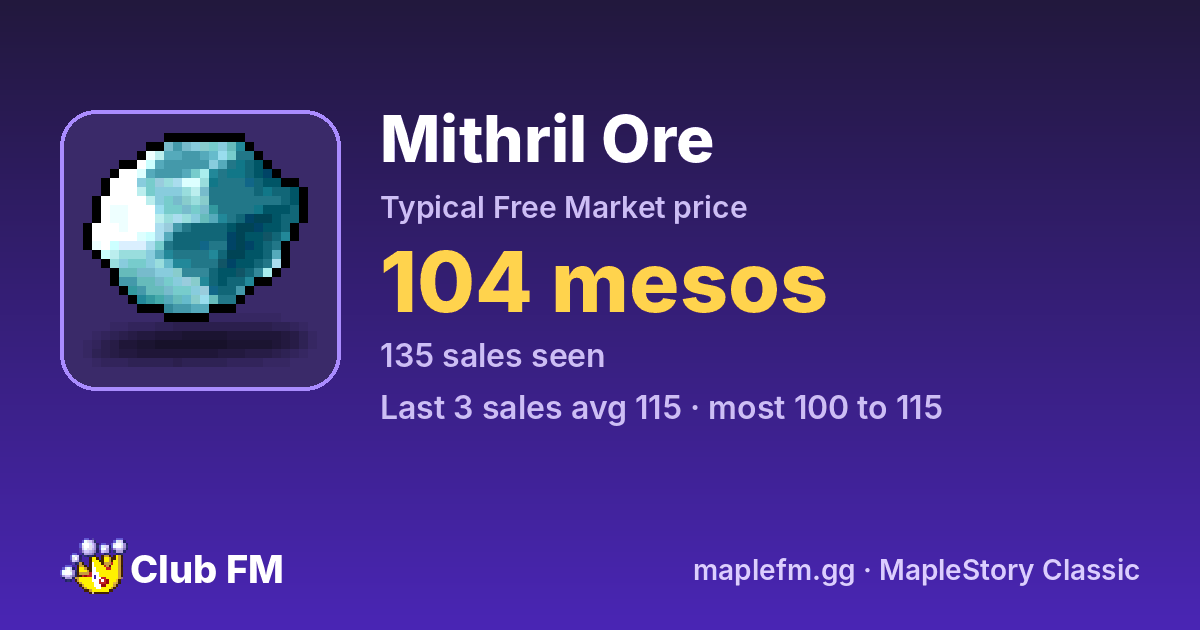 Mithril Ore
Typical Free Market price
104 mesos
135 sales seen
Last 3 sales avg 115 · most 100 to 115
Club FM
maplefm.gg · MapleStory Classic